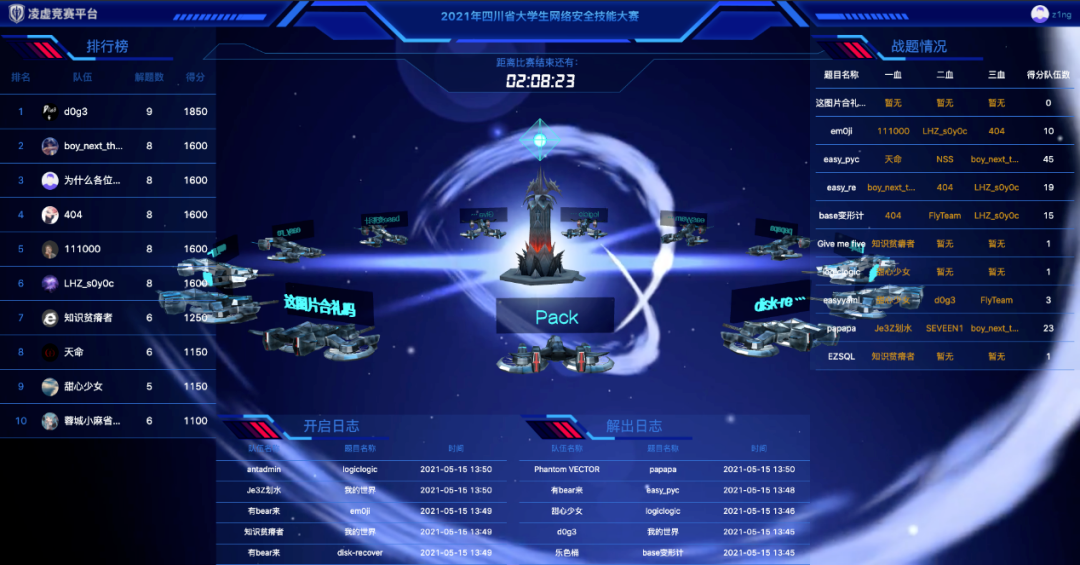 凌虚竞赛平台
2021年四川省大学生网络安全技能大赛
z1ng
排行榜
排名 队伍 解题数 得分
1 d0g3 9 1850
2 boy_next_th... 8 1600
3 为什么各位... 8 1600
4 404 8 1600
5 111000 8 1600
6 LHZ_s0y0c 8 1600
7 知识贫瘠者 6 1250
8 天命 6 1150
9 甜心少女 5 1150
10 蓉城小麻省... 6 1100
距离比赛结束还有：
02:08:23
这图片合礼吗
Pack
disk-re...
战题情况
题目名称 一血 二血 三血 得分队伍数
这图片合礼... 暂无 暂无 暂无 0
em0ji 111000 LHZ_s0y0c 404 10
easy_pyc 天命 NSS boy_next_t... 45
easy_re boy_next_t... 404 LHZ_s0y0c 19
base变形计 404 FlyTeam LHZ_s0y0c 15
Give me five 知识贫瘠者 暂无 暂无 1
logiclogic 甜心少女 暂无 暂无 1
easyyam 甜心少女 d0g3 FlyTeam 3
papapa Je3Z划水 SEVEEN1 boy_next_t... 23
EZSQL 知识贫瘠者 暂无 暂无 1
开启日志
队伍名称 题目名称 时间
antadmin logiclogic 2021-05-15 13:50
Je3Z划水 我的世界 2021-05-15 13:50
有bear来 em0ji 2021-05-15 13:49
知识贫瘠者 我的世界 2021-05-15 13:49
有bear来 disk-recover 2021-05-15 13:49
解出日志
队伍名称 题目名称 时间
Phantom VECTOR papapa 2021-05-15 13:50
有bear来 easy_pyc 2021-05-15 13:48
甜心少女 logiclogic 2021-05-15 13:46
d0g3 我的世界 2021-05-15 13:45
乐色桶 base变形计 2021-05-15 13:45